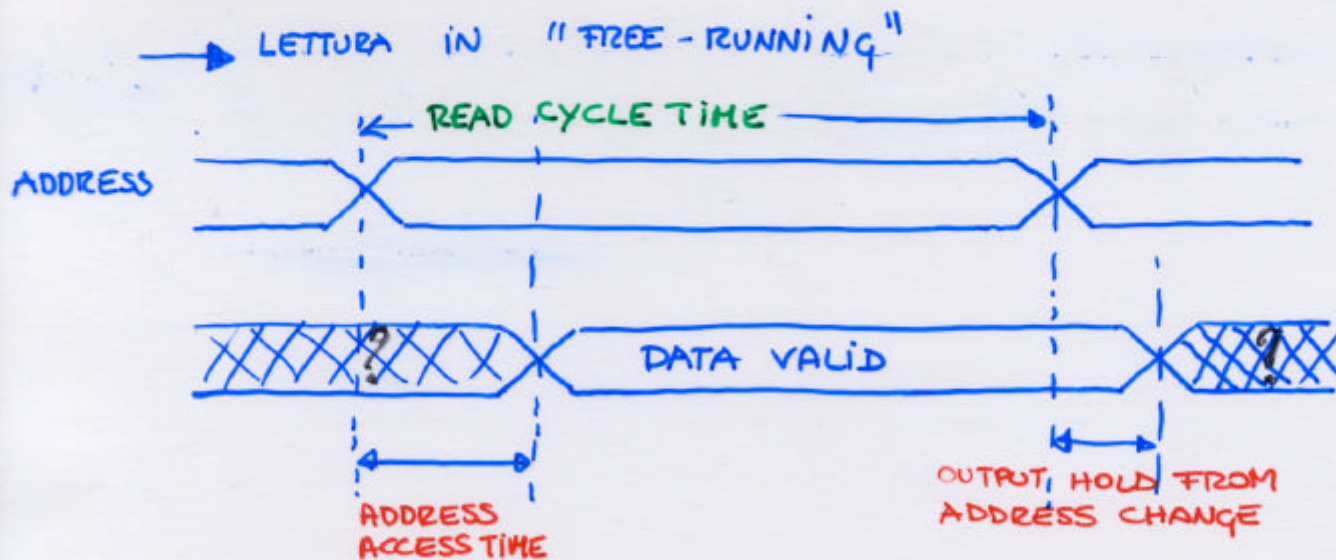 LETTURA IN "FREE-RUNNING"
READ CYCLE TIME
ADDRESS
? DATA VALID ?
ADDRESS
ACCESS TIME
OUTPUT HOLD FROM
ADDRESS CHANGE